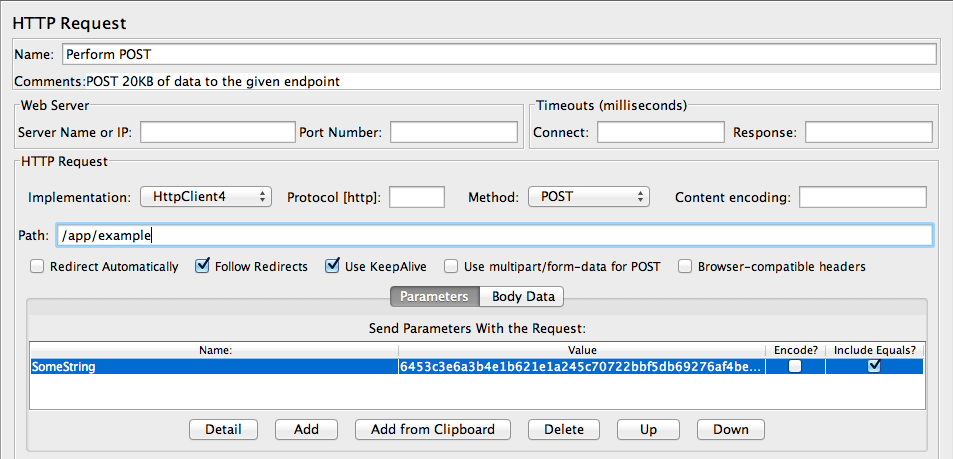 HTTP Request
Name: Perform POST
Comments:POST 20KB of data to the given endpoint
Web Server
Timeouts (milliseconds)
Server Name or IP: Port Number: Connect: Response:
HTTP Request
Implementation: HttpClient4 Protocol [http]: Method: POST Content encoding:
Path: /app/example
Redirect Automatically Follow Redirects Use KeepAlive Use multipart/form-data for POST Browser-compatible headers
Parameters Body Data
Send Parameters With the Request:
Name: Value Encode? Include Equals?
SomeString 6453c3e6a3b4e1b621e1a245c70722bbf5db69276af4be...
Detail Add Add from Clipboard Delete Up Down